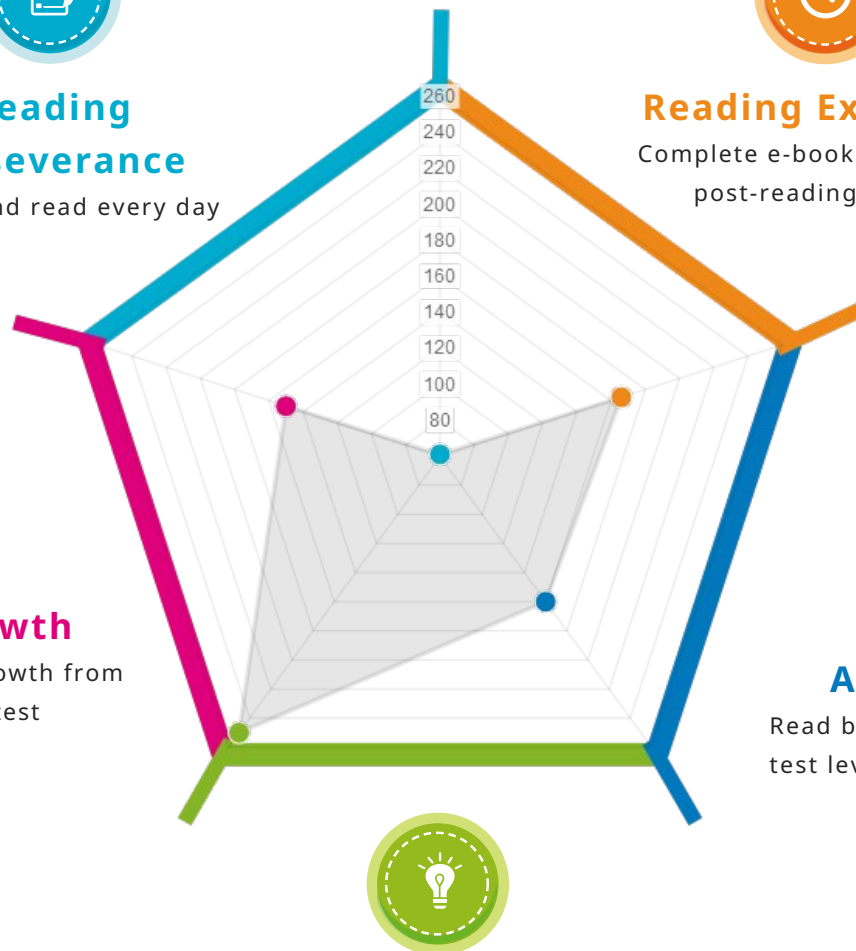 eading
severance
nd read every day
Reading Ex
Complete e-book
post-reading
260
240
220
200
180
160
140
120
100
80
wth
owth from
test
A
Read b
test lev